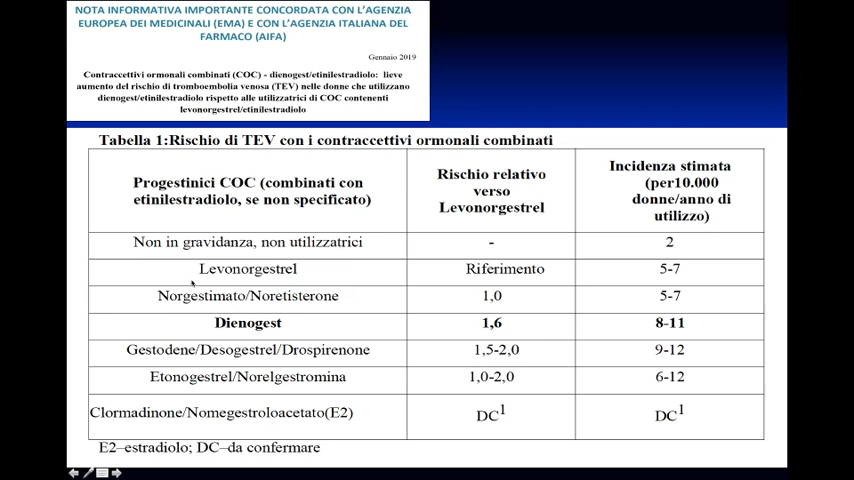 NOTA INFORMATIVA IMPORTANTE CONCORDATA CON L'AGENZIA
EUROPEA DEI MEDICINALI (EMA) E CON L'AGENZIA ITALIANA DEL
FARMACO (AIFA)
Gennaio 2019
Contraccettivi ormonali combinati (COC) - dienogest/etinilestradiolo: lieve
aumento del rischio di tromboembolia venosa (TEV) nelle donne che utilizzano
dienogest/etinilestradiolo rispetto alle utilizzatrici di COC contenenti
levonorgestrel/etinilestradiolo
Tabella 1:Rischio di TEV con i contraccettivi ormonali combinati
Progestinici COC (combinati con
etinilestradiolo, se non specificato)
Rischio relativo
verso
Levonorgestrel
Incidenza stimata
(per10.000
donne/anno di
utilizzo)
Non in gravidanza, non utilizzatrici - 2
Levonorgestrel Riferimento 5-7
Norgestimato/Noretisterone 1,0 5-7
Dienogest 1,6 8-11
Gestodene/Desogestrel/Drospirenone 1,5-2,0 9-12
Etonogestrel/Norelgestromina 1,0-2,0 6-12
Clormadinone/Nomegestroloacetato(E2) DC1 DC1
E2–estradiolo; DC–da confermare